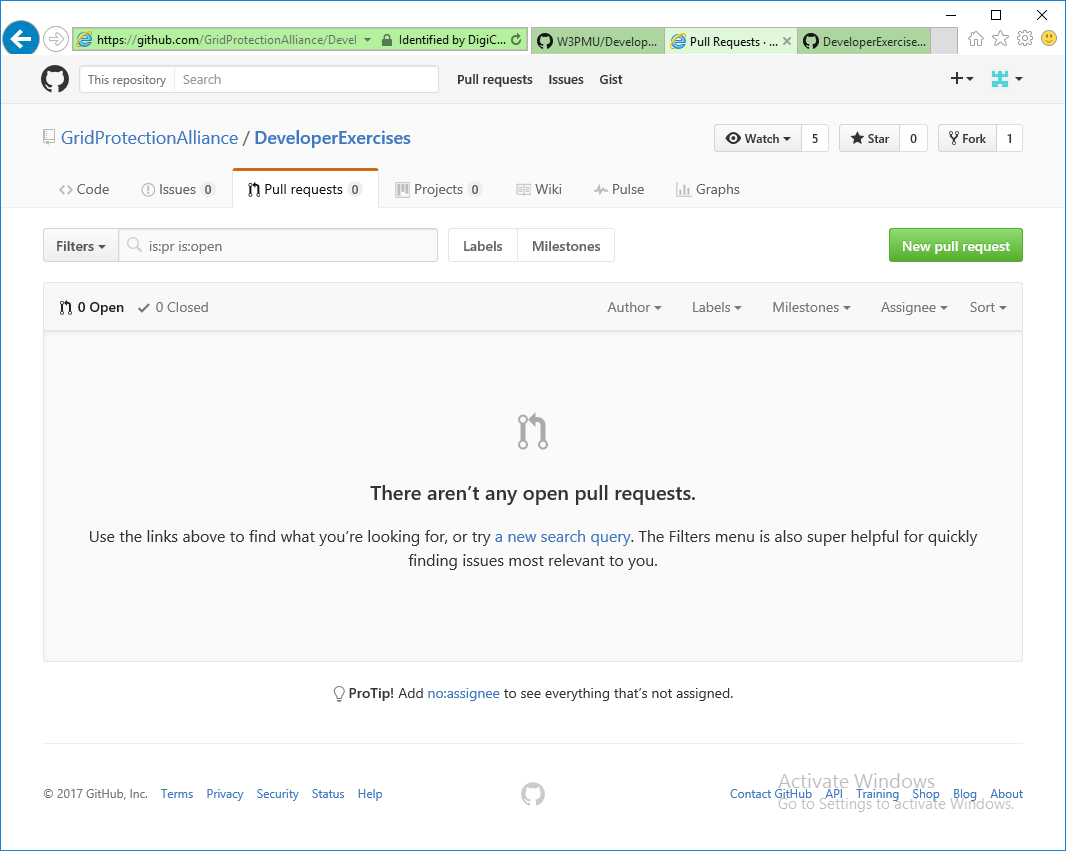 https://github.com/GridProtectionAlliance/Devel Identified by DigiC... W3PMU/Develop... Pull Requests · ... DeveloperExercise...
This repository Search Pull requests Issues Gist
GridProtectionAlliance / DeveloperExercises Watch 5 Star 0 Fork 1
Code Issues 0 Pull requests 0 Projects 0 Wiki Pulse Graphs
Filters is:pr is:open Labels Milestones New pull request
0 Open 0 Closed Author Labels Milestones Assignee Sort
There aren't any open pull requests.
Use the links above to find what you're looking for, or try a new search query. The Filters menu is also super helpful for quickly
finding issues most relevant to you.
ProTip! Add no:assignee to see everything that's not assigned.
Activate Windows
© 2017 GitHub, Inc. Terms Privacy Security Status Help Contact GitHub API Training Shop Blog About
Go to Settings to activate Windows.